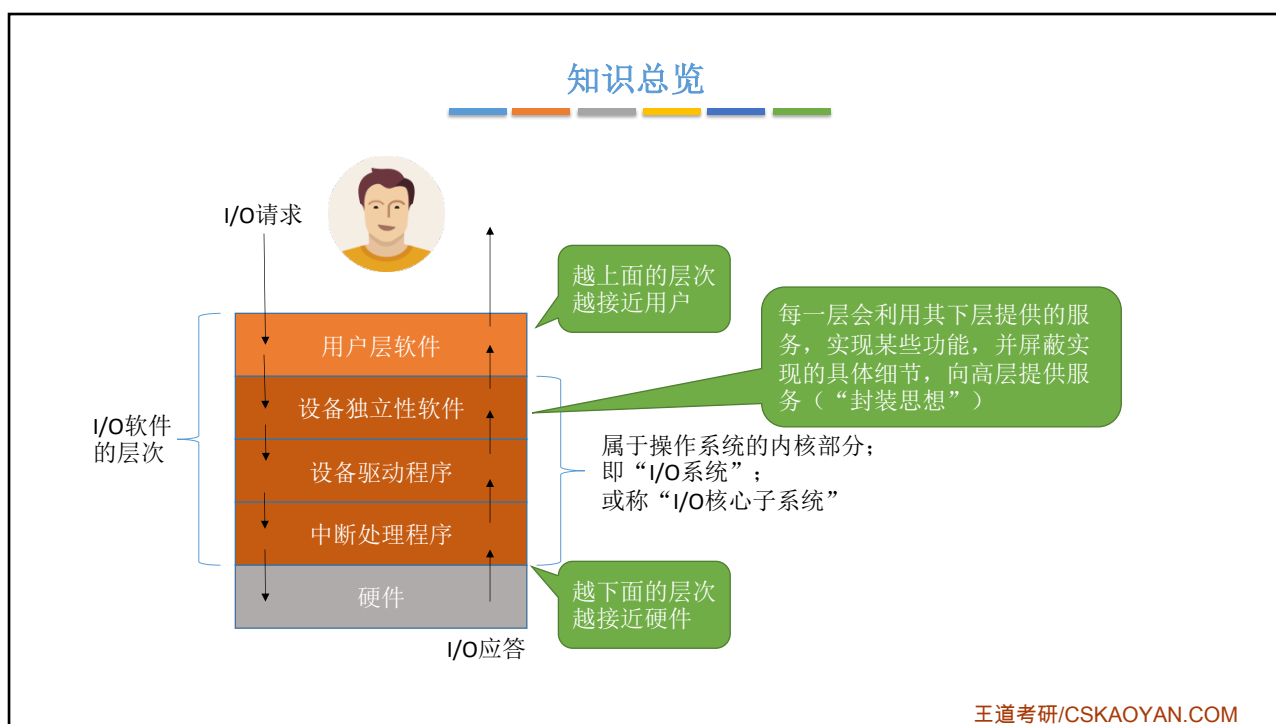 知识总览
I/O请求
越上面的层次
越接近用户
每一层会利用其下层提供的服
务，实现某些功能，并屏蔽实
现的具体细节，向高层提供服
务（“封装思想”）
用户层软件
设备独立性软件
I/O软件
的层次
设备驱动程序
属于操作系统的内核部分；
即“I/O系统”；
或称“I/O核心子系统”
中断处理程序
硬件
越下面的层次
越接近硬件
I/O应答
王道考研/CSKAOYAN.COM